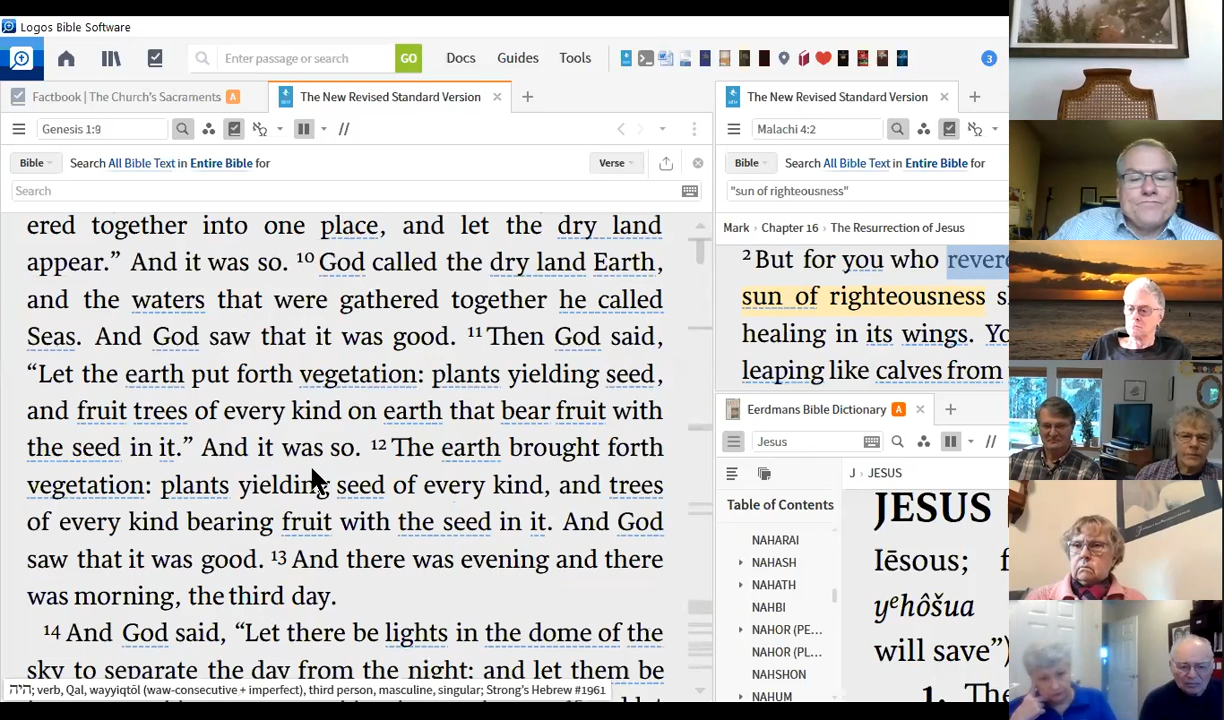 Logos Bible Software
Enter passage or search
GO
Docs
Guides
Tools
3
Factbook | The Church's Sacraments A
The New Revised Standard Version
Genesis 1:9
Bible
Search All Bible Text in Entire Bible for
Verse
Search
ered together into one place, and let the dry land
appear.” And it was so. 10 God called the dry land Earth,
and the waters that were gathered together he called
Seas. And God saw that it was good. 11 Then God said,
“Let the earth put forth vegetation: plants yielding seed,
and fruit trees of every kind on earth that bear fruit with
the seed in it.” And it was so. 12 The earth brought forth
vegetation: plants yielding seed of every kind, and trees
of every kind bearing fruit with the seed in it. And God
saw that it was good. 13 And there was evening and there
was morning, the third day.
14 And God said, “Let there be lights in the dome of the
sky to separate the day from the night; and let them be
היה; verb, Qal, wayyiqtōl (waw-consecutive + imperfect), third person, masculine, singular; Strong's Hebrew #1961
The New Revised Standard Version
Malachi 4:2
Bible
Search All Bible Text in Entire Bible for
"sun of righteousness"
Mark › Chapter 16 › The Resurrection of Jesus
2 But for you who revere
sun of righteousness s
healing in its wings. Yo
leaping like calves from
Eerdmans Bible Dictionary A
Jesus
J › JESUS
Table of Contents
NAHARAI
NAHASH
NAHATH
NAHBI
NAHOR (PE...
NAHOR (PL...
NAHSHON
NAHUM
JESUS
Iēsous; f
yᵉhôšua
will save”)
1. The